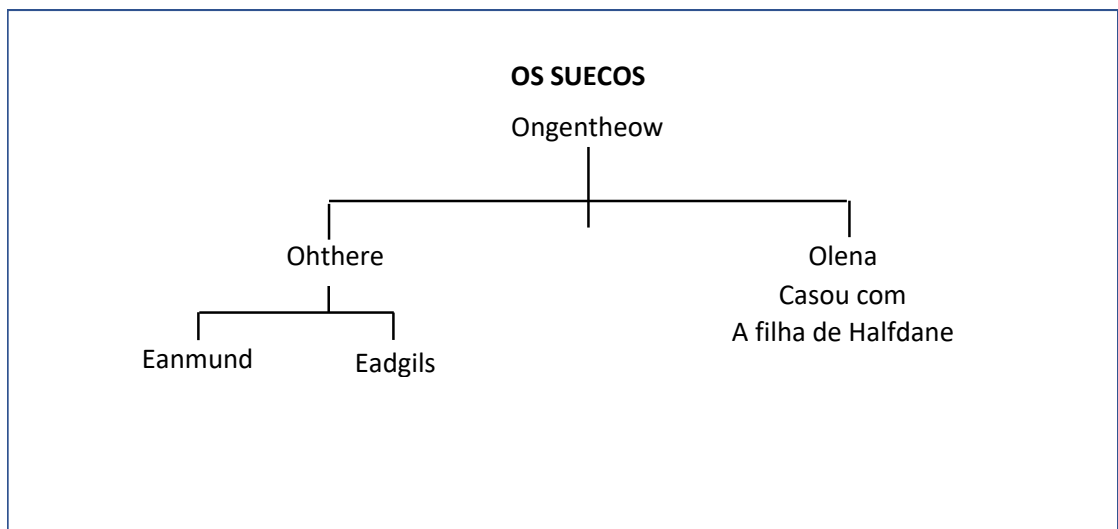 OS SUECOS
Ongentheow
Ohthere
Olena
Casou com
A filha de Halfdane
Eanmund
Eadgils